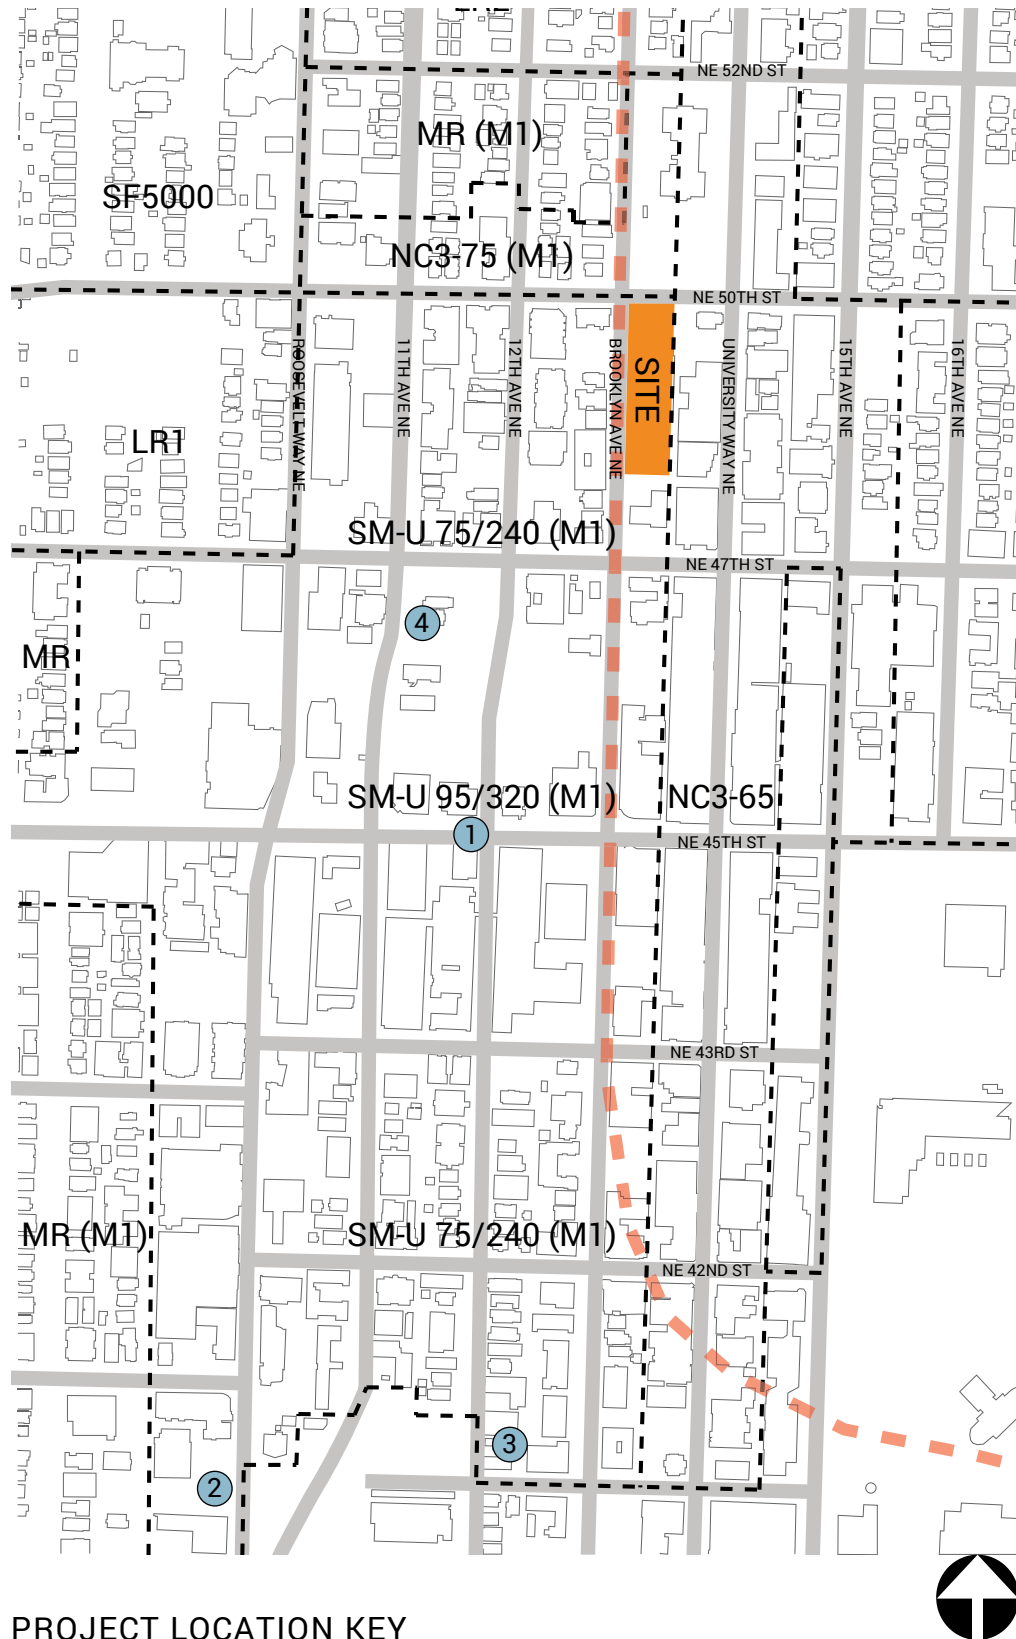 NE 52ND ST
MR (M1)
SF5000
NC3-75 (M1)
NE 50TH ST
ROOSEVELT WAY NE
11TH AVE NE
12TH AVE NE
BROOKLYN AVE NE
SITE
UNIVERSITY WAY NE
15TH AVE NE
16TH AVE NE
LR1
SM-U 75/240 (M1)
NE 47TH ST
4
MR
SM-U 95/320 (M1)
NC3-65
1
NE 45TH ST
NE 43RD ST
MR (M1)
SM-U 75/240 (M1)
NE 42ND ST
3
2
PROJECT LOCATION KEY